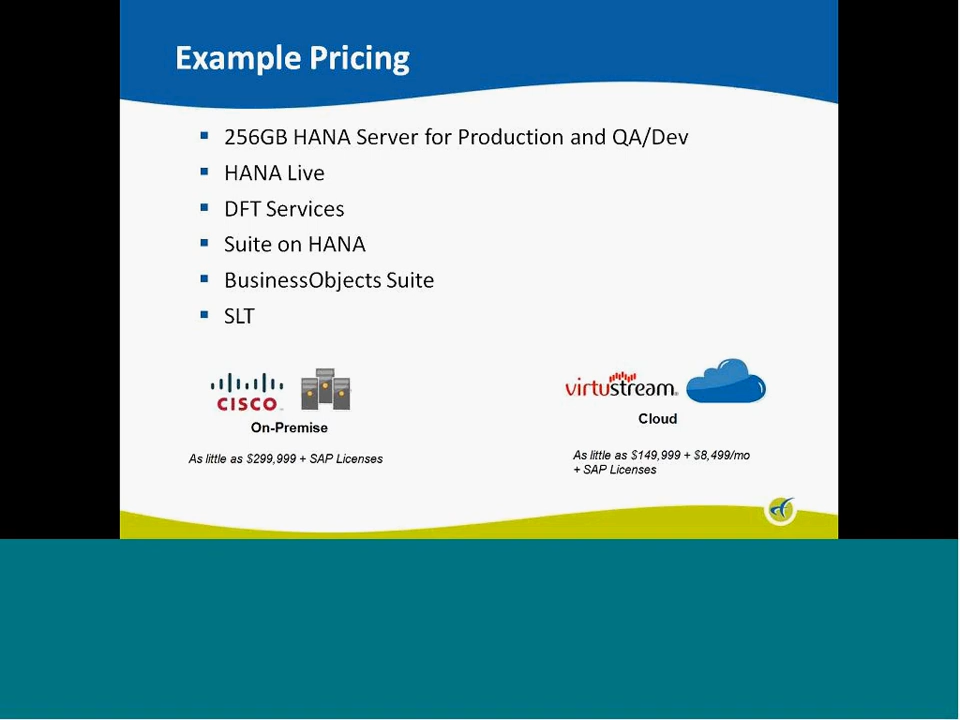 Example Pricing
256GB HANA Server for Production and QA/Dev
HANA Live
DFT Services
Suite on HANA
BusinessObjects Suite
SLT
CISCO
On-Premise
As little as $299,999 + SAP Licenses
virtustream
Cloud
As little as $149,999 + $8,499/mo
+ SAP Licenses